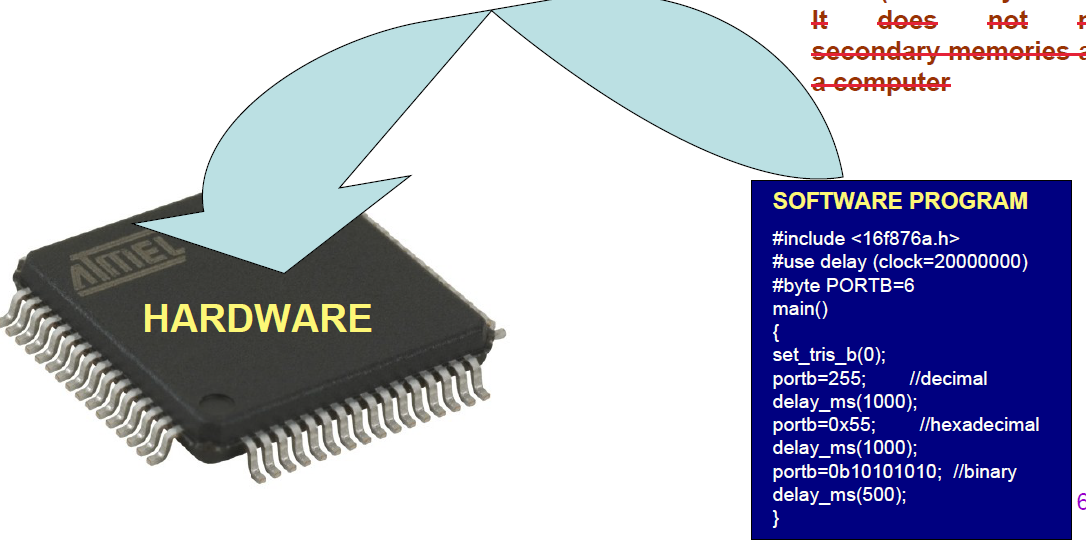 It does not
secondary memories
a computer
ATMEL
HARDWARE
SOFTWARE PROGRAM
#include <16f876a.h>
#use delay (clock=20000000)
#byte PORTB=6
main()
{
set_tris_b(0);
portb=255; //decimal
delay_ms(1000);
portb=0x55; //hexadecimal
delay_ms(1000);
portb=0b10101010; //binary
delay_ms(500);
}
6